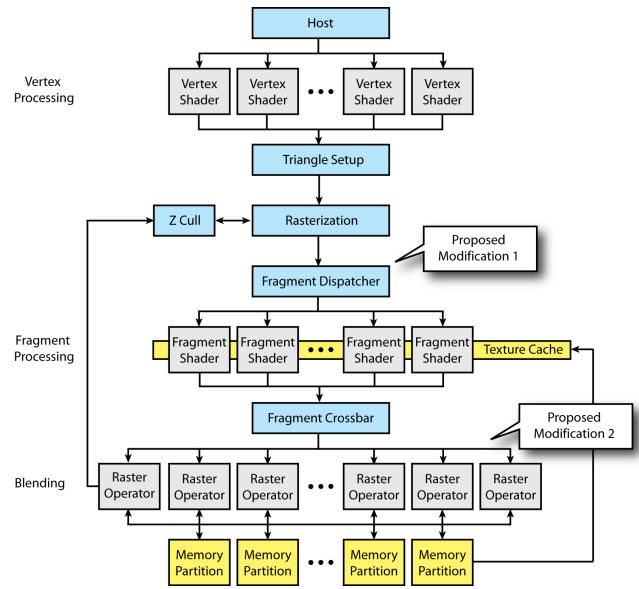 Host
Vertex
Processing
Vertex
Shader
Vertex
Shader
Vertex
Shader
Vertex
Shader
Triangle Setup
Z Cull
Rasterization
Proposed
Modification 1
Fragment Dispatcher
Fragment
Processing
Fragment
Shader
Fragment
Shader
Fragment
Shader
Fragment
Shader
Texture Cache
Fragment Crossbar
Proposed
Modification 2
Blending
Raster
Operator
Raster
Operator
Raster
Operator
Raster
Operator
Raster
Operator
Raster
Operator
Memory
Partition
Memory
Partition
Memory
Partition
Memory
Partition